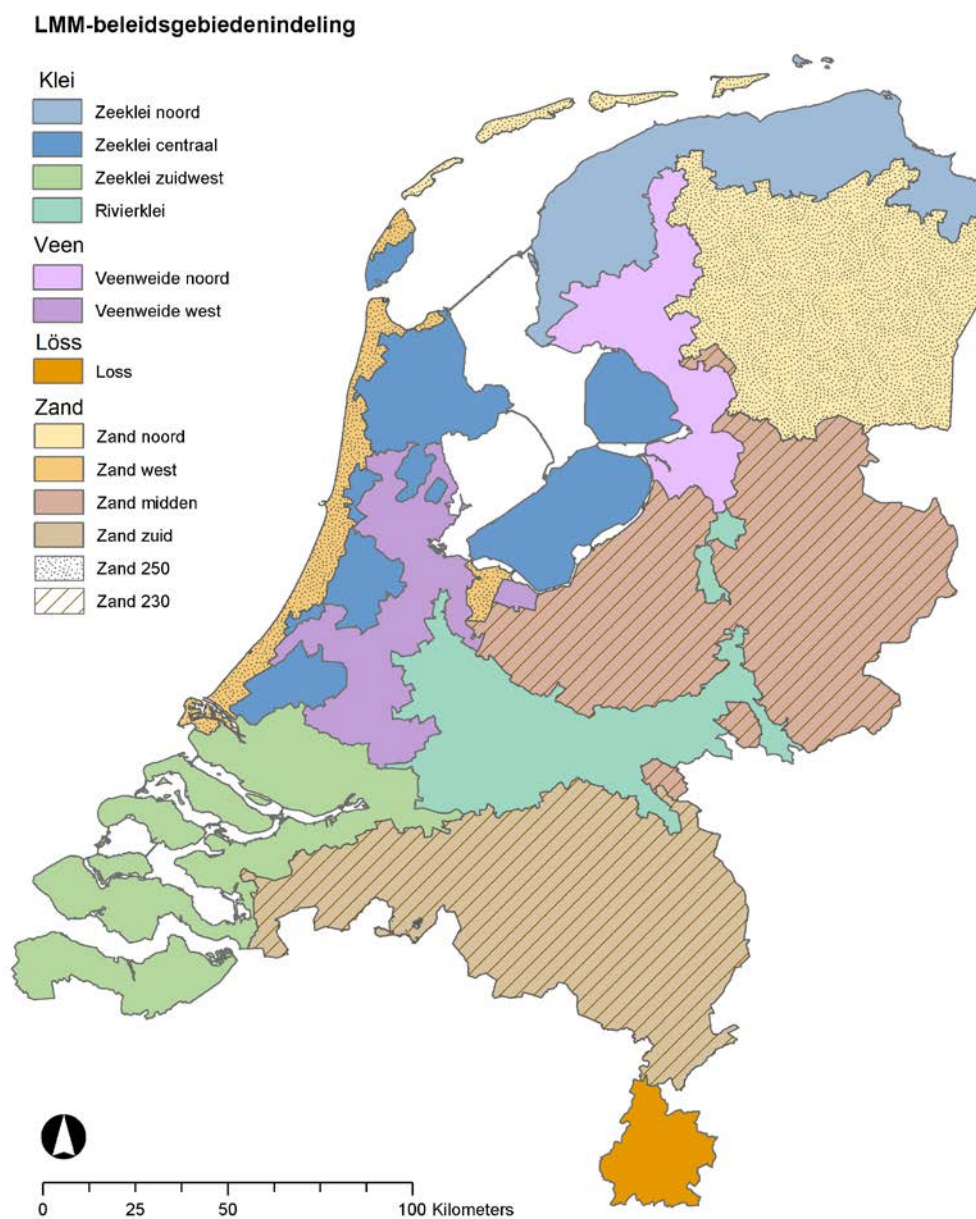 LMM-beleidsgebiedenindeling
Klei
Zeeklei noord
Zeeklei centraal
Zeeklei zuidwest
Rivierklei
Veen
Veenweide noord
Veenweide west
Löss
Loss
Zand
Zand noord
Zand west
Zand midden
Zand zuid
Zand 250
Zand 230
0 25 50 100 Kilometers